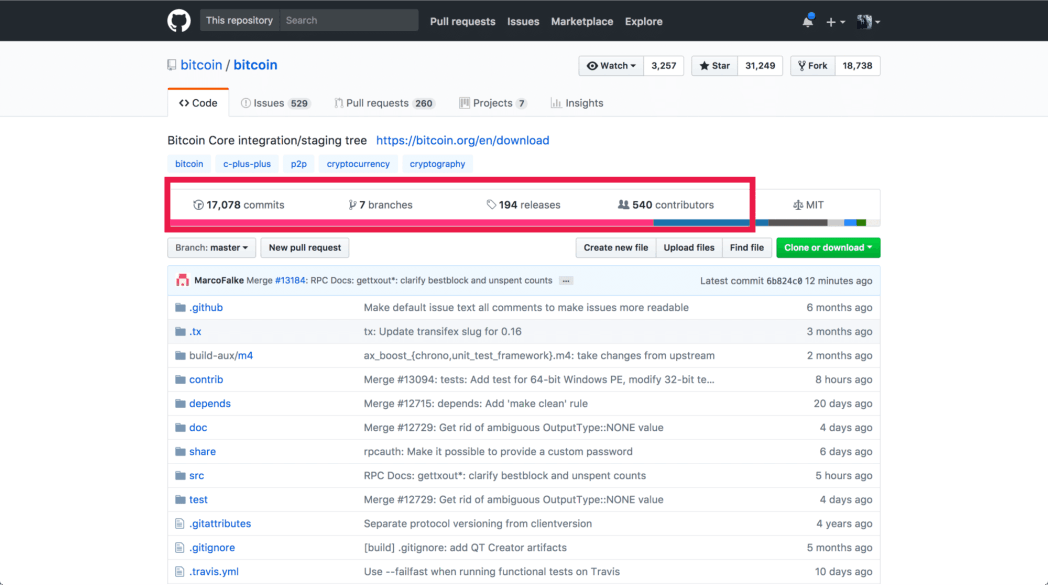 This repository Search Pull requests Issues Marketplace Explore
bitcoin / bitcoin Watch 3,257 Star 31,249 Fork 18,738
Code Issues 529 Pull requests 260 Projects 7 Insights
Bitcoin Core integration/staging tree https://bitcoin.org/en/download
bitcoin c-plus-plus p2p cryptocurrency cryptography
17,078 commits 7 branches 194 releases 540 contributors MIT
Branch: master New pull request Create new file Upload files Find file Clone or download
MarcoFalke Merge #13184: RPC Docs: gettxout*: clarify bestblock and unspent counts ... Latest commit 6b824c0 12 minutes ago
.github Make default issue text all comments to make issues more readable 6 months ago
.tx tx: Update transifex slug for 0.16 3 months ago
build-aux/m4 ax_boost_{chrono,unit_test_framework}.m4: take changes from upstream 2 months ago
contrib Merge #13094: tests: Add test for 64-bit Windows PE, modify 32-bit te... 8 hours ago
depends Merge #12715: depends: Add 'make clean' rule 20 days ago
doc Merge #12729: Get rid of ambiguous OutputType::NONE value 4 days ago
share rpcauth: Make it possible to provide a custom password 6 days ago
src RPC Docs: gettxout*: clarify bestblock and unspent counts 5 hours ago
test Merge #12729: Get rid of ambiguous OutputType::NONE value 4 days ago
.gitattributes Separate protocol versioning from clientversion 4 years ago
.gitignore [build] .gitignore: add QT Creator artifacts 5 months ago
.travis.yml Use --failfast when running functional tests on Travis 10 days ago